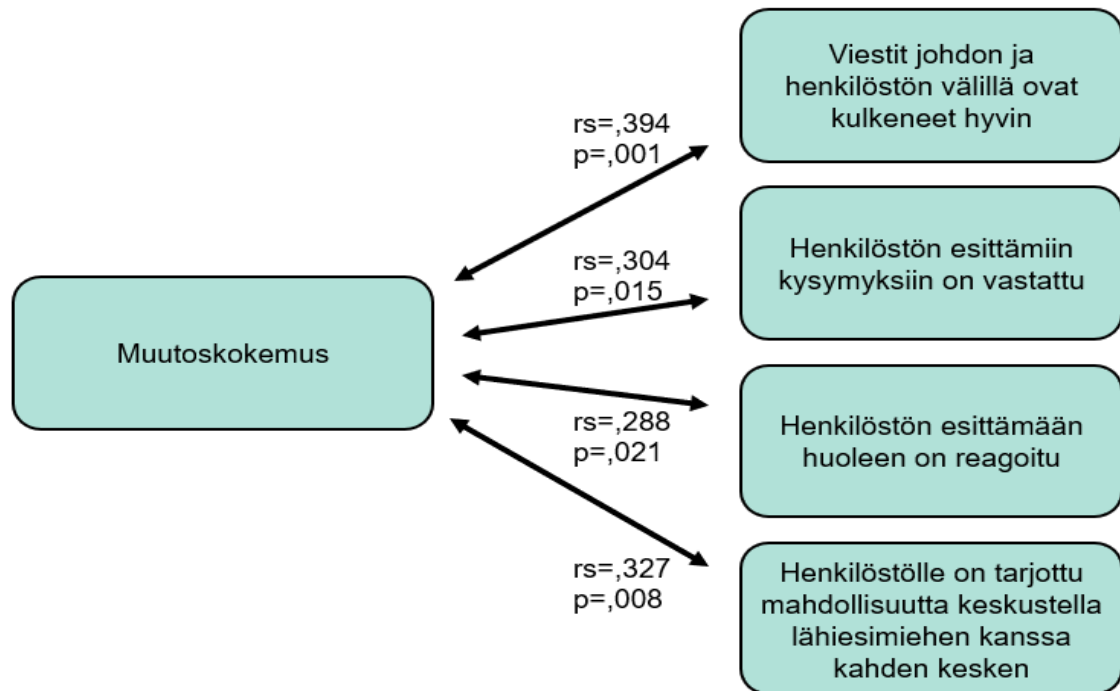 Viestit johdon ja
henkilöstön välillä ovat
kulkeneet hyvin
rs=,394
p=,001
Henkilöstön esittämiin
kysymyksiin on vastattu
rs=,304
p=,015
Muutoskokemus
Henkilöstön esittämään
huoleen on reagoitu
rs=,288
p=,021
Henkilöstölle on tarjottu
mahdollisuutta keskustella
lähiesimiehen kanssa
kahden kesken
rs=,327
p=,008